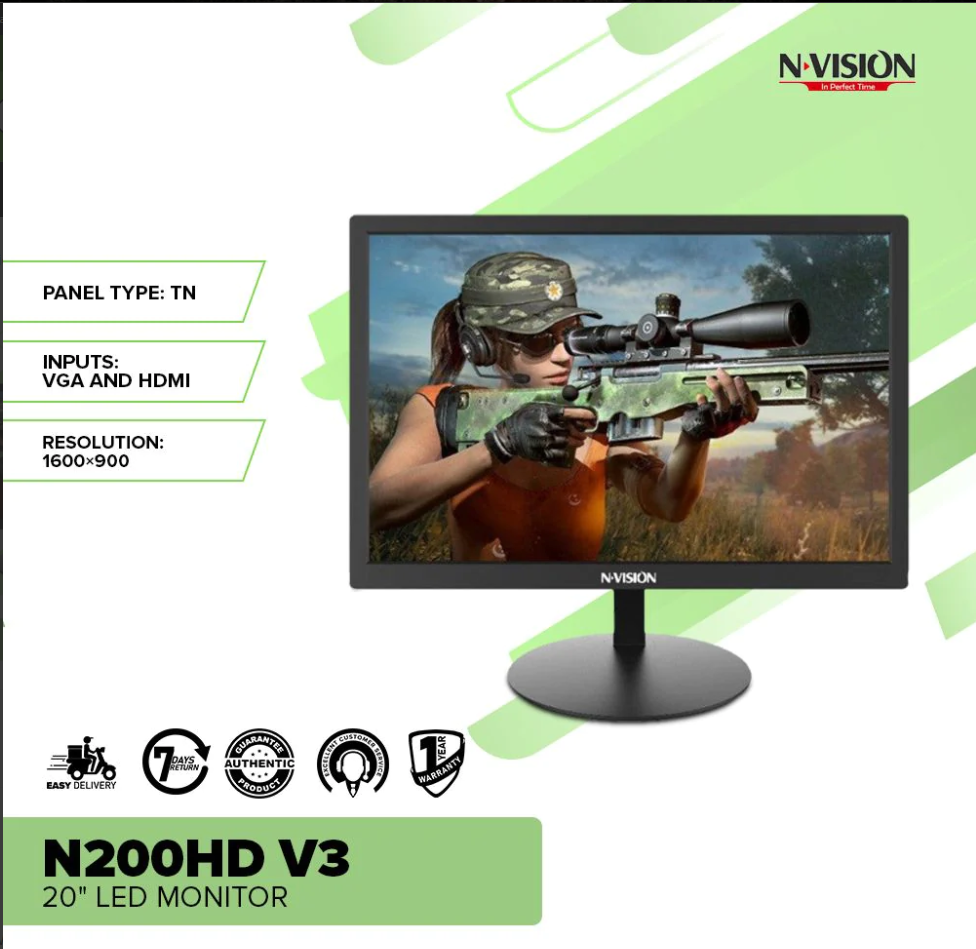 N·VISION
In Perfect Time
PANEL TYPE: TN
INPUTS:
VGA AND HDMI
RESOLUTION:
1600×900
N·VISION
EASY DELIVERY
7 DAYS RETURN
GUARANTEE
AUTHENTIC
PRODUCT
EXCELLENT CUSTOMER SERVICE
1 YEAR
WARRANTY
N200HD V3
20" LED MONITOR